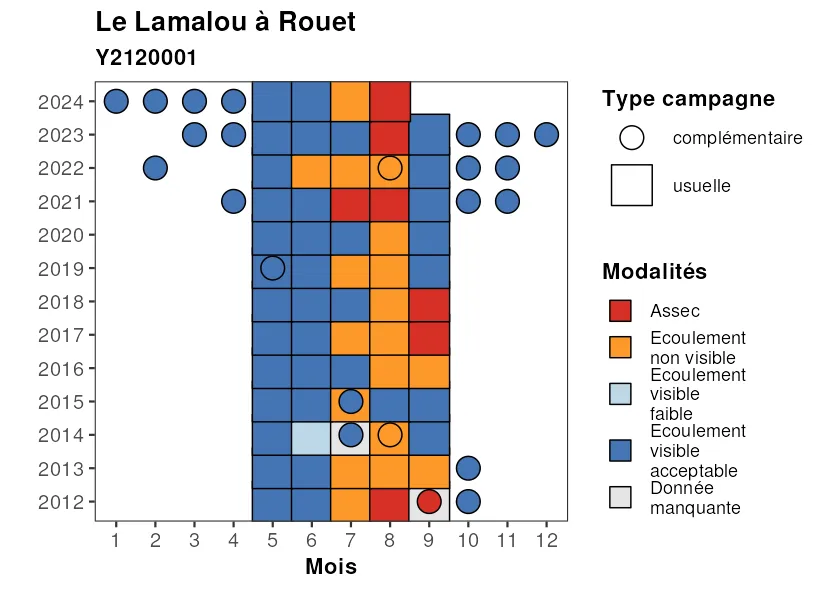 Le Lamalou à Rouet
Y2120001
2024
2023
2022
2021
2020
2019
2018
2017
2016
2015
2014
2013
2012
1 2 3 4 5 6 7 8 9 10 11 12
Mois
Type campagne
complémentaire
usuelle
Modalités
Assec
Ecoulement
non visible
Ecoulement
visible
faible
Ecoulement
visible
acceptable
Donnée
manquante